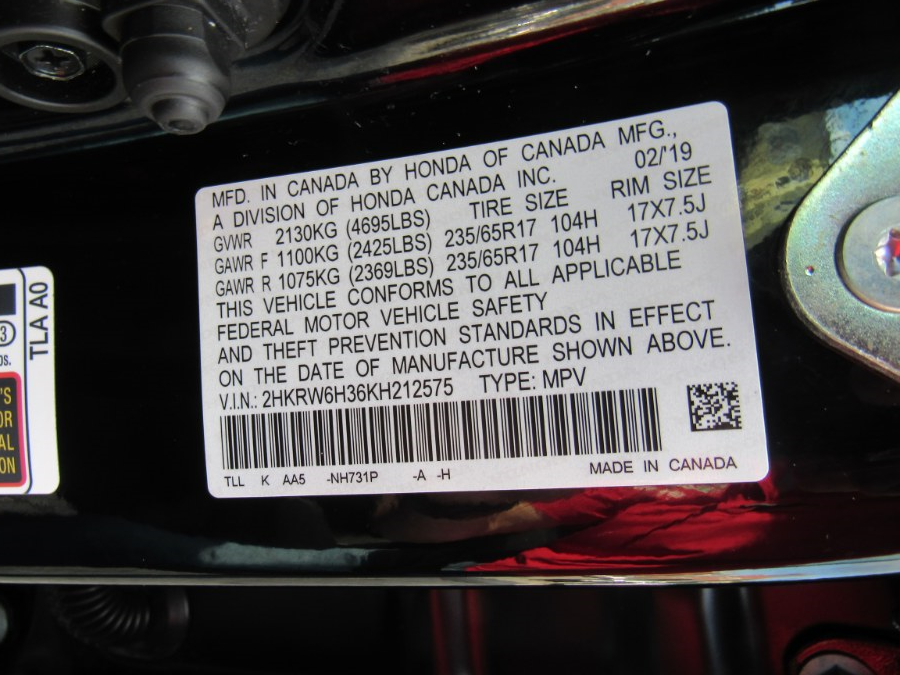 MFD. IN CANADA BY HONDA OF CANADA MFG.,
A DIVISION OF HONDA CANADA INC. 02/'19
GVWR 2130KG (4695LBS) TIRE SIZE RIM SIZE
GAWR F 1100KG (2425LBS) 235/65R17 104H 17X7.5J
GAWR R 1075KG (2369LBS) 235/65R17 104H 17X7.5J
THIS VEHICLE CONFORMS TO ALL APPLICABLE
FEDERAL MOTOR VEHICLE SAFETY
AND THEFT PREVENTION STANDARDS IN EFFECT
ON THE DATE OF MANUFACTURE SHOWN ABOVE.
V.I.N.: 2HKRW6H36KH212575 TYPE: MPV
TLL K AA5 -NH731P -A -H MADE IN CANADA
TLA A0
3